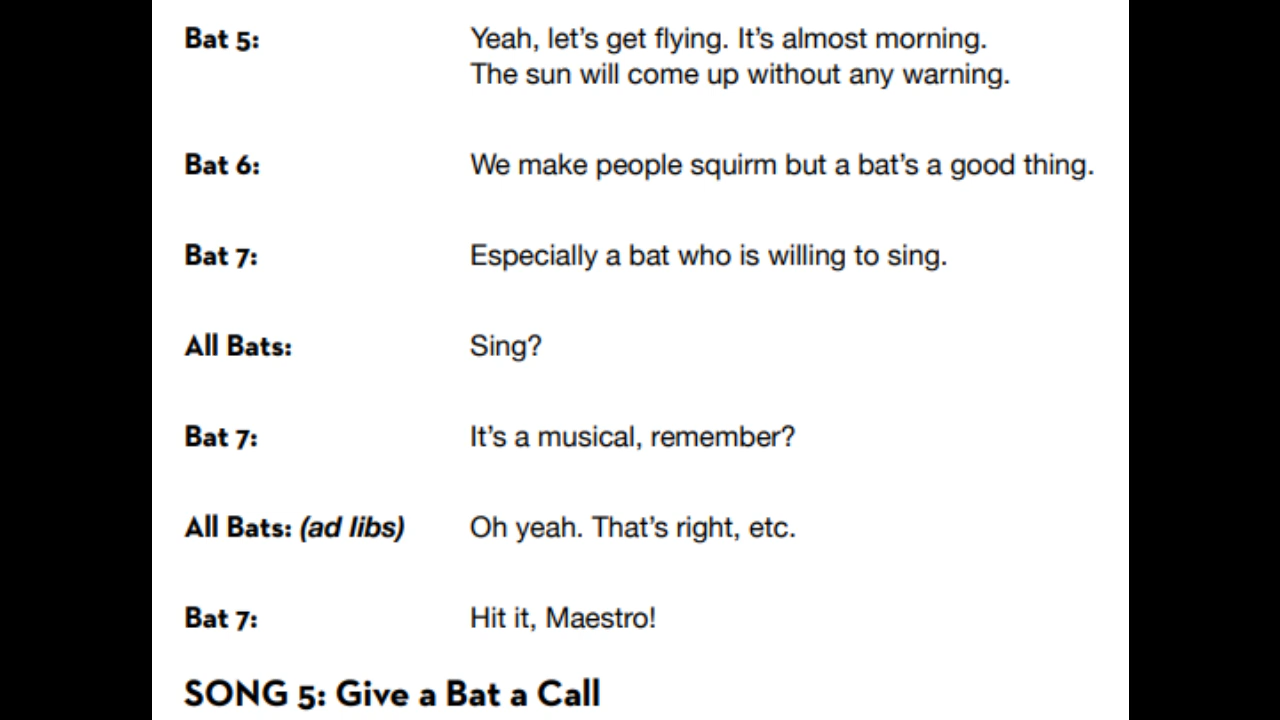 Bat 5: Yeah, let’s get flying. It’s almost morning.
The sun will come up without any warning.
Bat 6: We make people squirm but a bat’s a good thing.
Bat 7: Especially a bat who is willing to sing.
All Bats: Sing?
Bat 7: It’s a musical, remember?
All Bats: (ad libs) Oh yeah. That’s right, etc.
Bat 7: Hit it, Maestro!
SONG 5: Give a Bat a Call